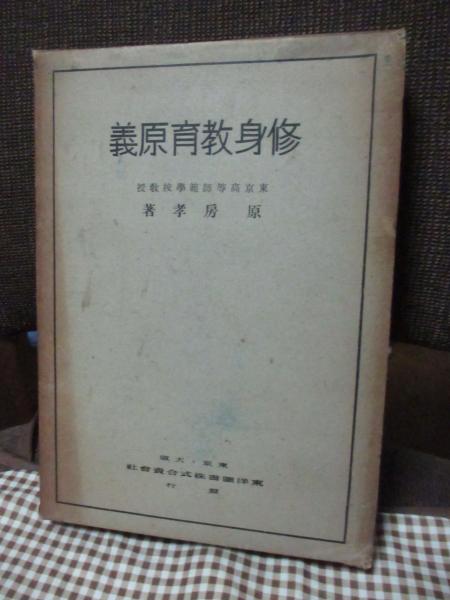 修身教育原義
東京高等師範學校教授
原房孝著
東京・大阪
東洋圖書株式合資會社
發行